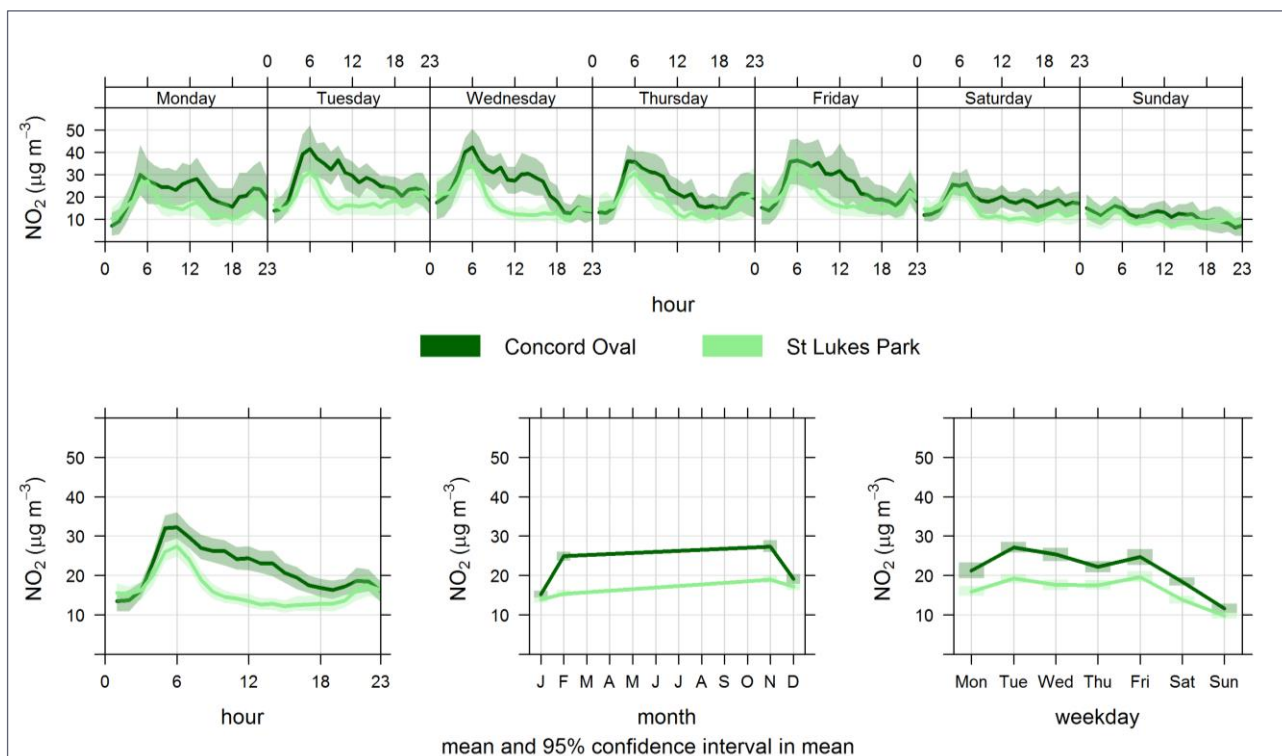 0 6 12 18 23 0 6 12 18 23 0 6 12 18 23
Monday Tuesday Wednesday Thursday Friday Saturday Sunday
NO₂ (µg m⁻³)
50
40
30
20
10
0 6 12 18 23 0 6 12 18 23 0 6 12 18 23 0 6 12 18 23
hour
Concord Oval St Lukes Park
NO₂ (µg m⁻³)
50
40
30
20
10
0 6 12 18 23
hour
NO₂ (µg m⁻³)
50
40
30
20
10
J F M A M J J A S O N D
month
NO₂ (µg m⁻³)
50
40
30
20
10
Mon Tue Wed Thu Fri Sat Sun
weekday
mean and 95% confidence interval in mean